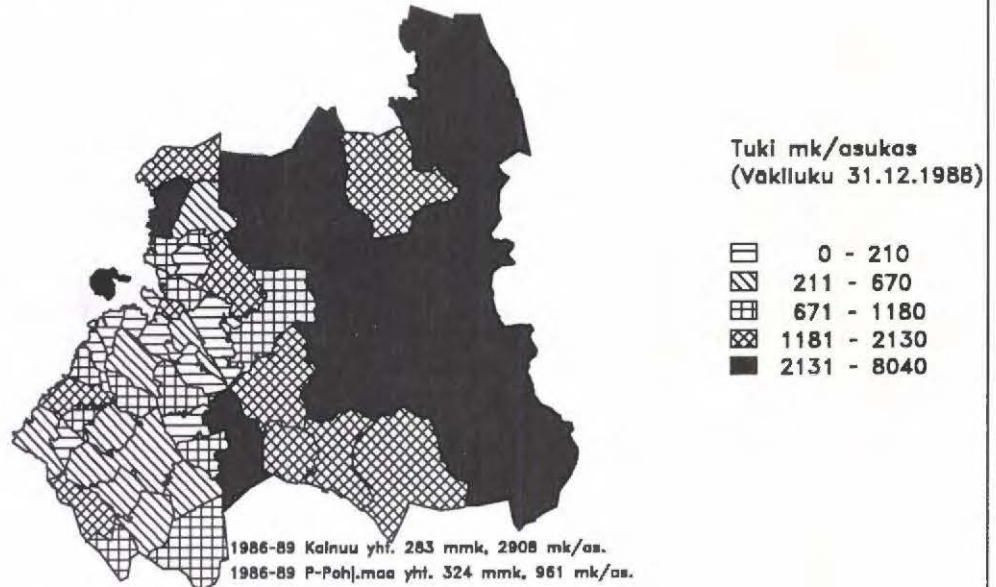 Tuki mk/asukas
(Väkiluku 31.12.1988)
0 - 210
211 - 670
671 - 1180
1181 - 2130
2131 - 8040
1986-89 Kainuu yht. 283 mmk, 2908 mk/as.
1986-89 P-Pohj.maa yht. 324 mmk, 961 mk/as.